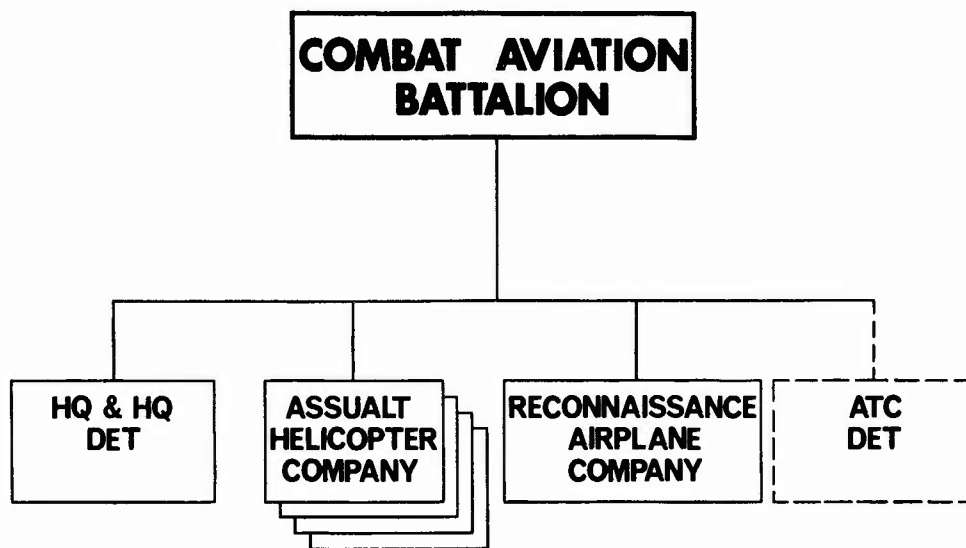 COMBAT AVIATION
BATTALION
HQ & HQ
DET
ASSUALT
HELICOPTER
COMPANY
RECONNAISSANCE
AIRPLANE
COMPANY
ATC
DET